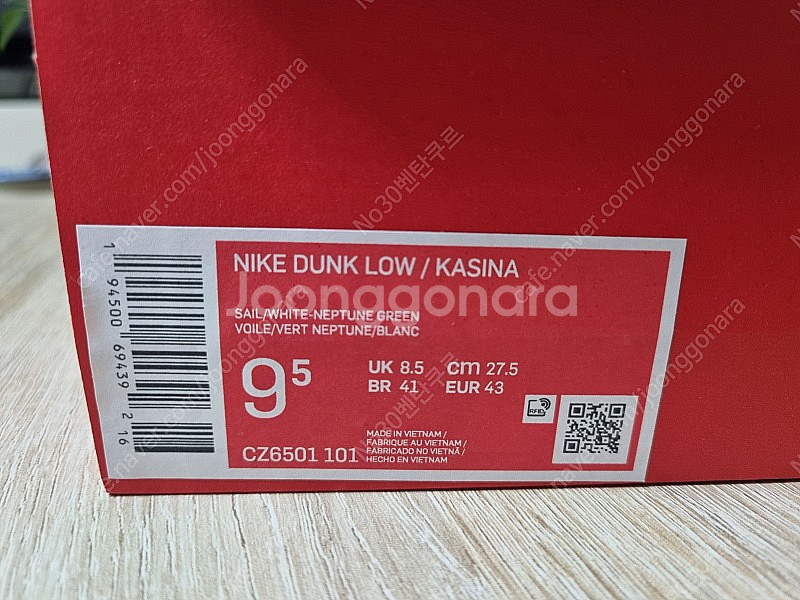 NIKE DUNK LOW / KASINA
Joonggonara
SAIL/WHITE-NEPTUNE GREEN
VOILE/VERT NEPTUNE/BLANC
9⁵
UK 8.5 cm 27.5
BR 41 EUR 43
RFID
CZ6501 101
MADE IN VIETNAM /
FABRIQUE AU VIETNAM /
FABRICADO NO VIETNÃ /
HECHO EN VIETNAM
1 94500 69439 2 16
cafe.naver.com/joonggonara
No30벤탄쿠르